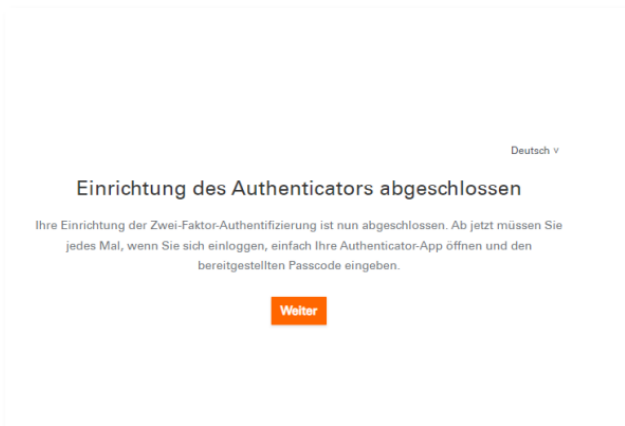 Deutsch ˅
Einrichtung des Authenticators abgeschlossen
Ihre Einrichtung der Zwei-Faktor-Authentifizierung ist nun abgeschlossen. Ab jetzt müssen Sie
jedes Mal, wenn Sie sich einloggen, einfach Ihre Authenticator-App öffnen und den
bereitgestellten Passcode eingeben.
Weiter